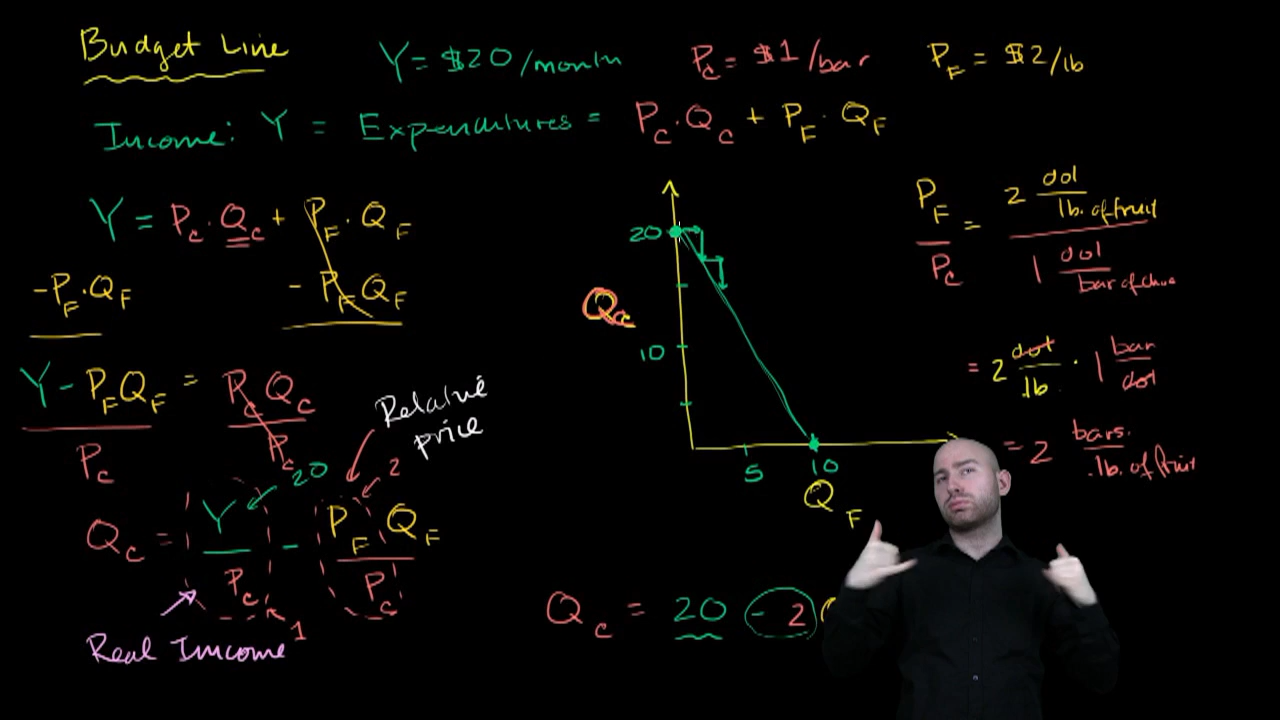 Budget Line Y = $20/month P_C = $1/bar P_F = $2/lb
Income: Y = Expenditures = P_C · Q_C + P_F · Q_F
Y = P_C · Q_C + P_F · Q_F
-P_F · Q_F - P_F Q_F
Y - P_F Q_F = P_C Q_C
P_C P_C
Relative price
20 2
Q_C = Y - P_F Q_F
P_C P_C
1
Real Income
20
Q_C
10
5 10
Q_F
P_F = 2 dol / lb. of fruit
P_C 1 dol / bar of choc
= 2 dol / lb. · 1 bar / dol
= 2 bars. / lb. of fruit
Q_C = 20 - 2